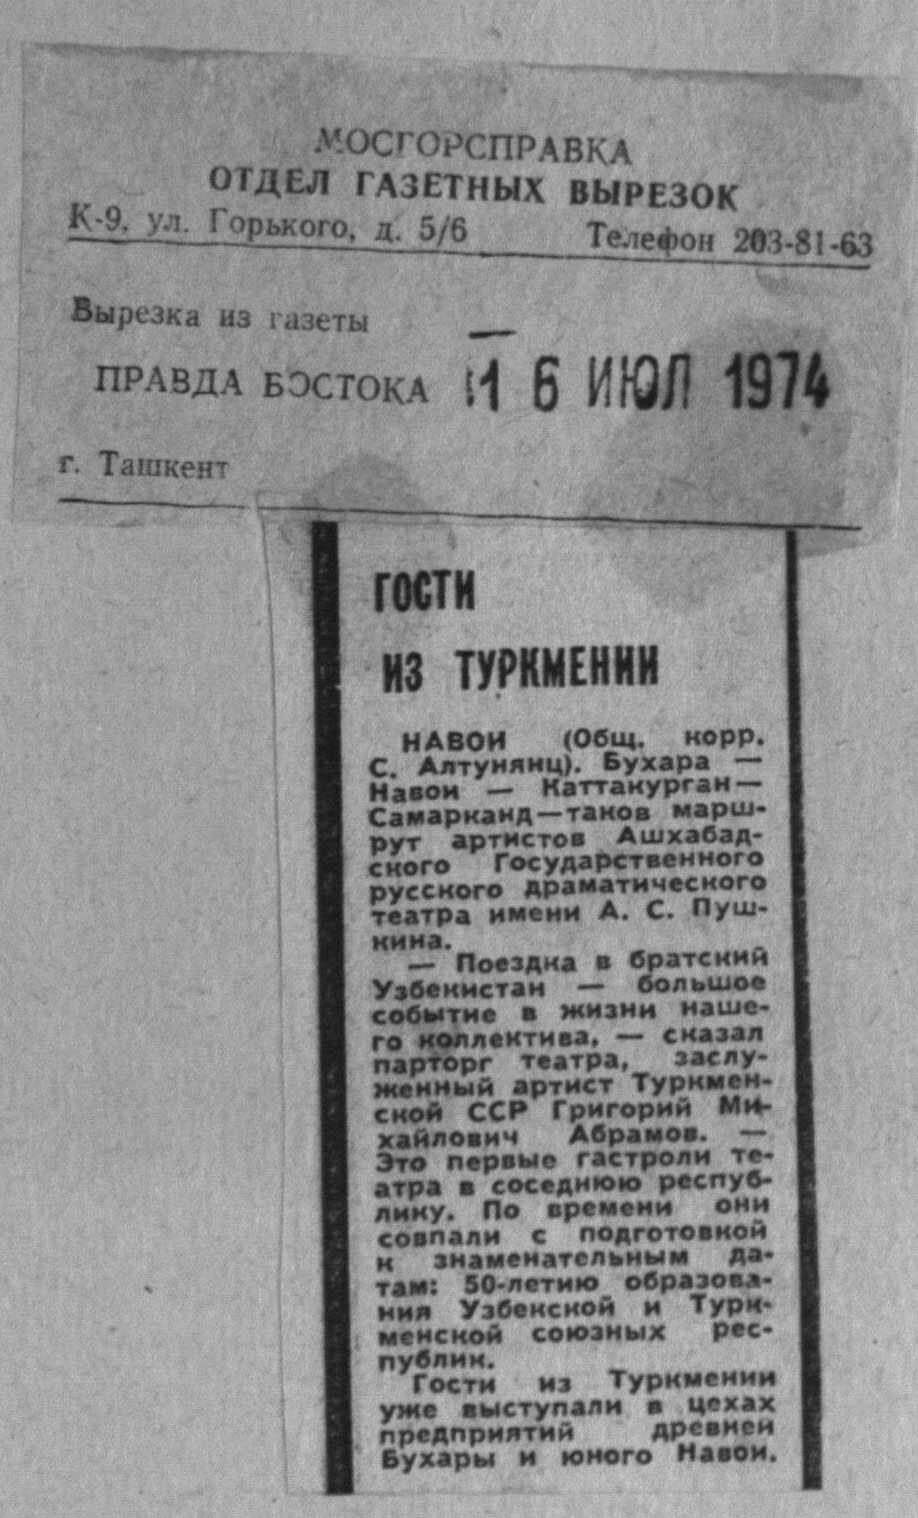 МОСГОРСПРАВКА
ОТДЕЛ ГАЗЕТНЫХ ВЫРЕЗОК
К-9, ул. Горького, д. 5/6 Телефон 203-81-63
Вырезка из газеты
ПРАВДА ВОСТОКА 16 ИЮЛ 1974
г. Ташкент
ГОСТИ
ИЗ ТУРКМЕНИИ
НАВОИ (Общ. корр.
С. Алтунянц). Бухара —
Навои — Каттакурган —
Самарканд — таков марш-
рут артистов Ашхабад-
ского Государственного
русского драматического
театра имени А. С. Пуш-
кина.
— Поездка в братский
Узбекистан — большое
событие в жизни наше-
го коллектива, — сказал
парторг театра, заслу-
женный артист Туркмен-
ской ССР Григорий Ми-
хайлович Абрамов. —
Это первые гастроли те-
атра в соседнюю респуб-
лику. По времени они
совпали с подготовкой
к знаменательным да-
там: 50-летию образова-
ния Узбекской и Турк-
менской союзных рес-
публик.
Гости из Туркмении
уже выступали в цехах
предприятий древней
Бухары и юного Навои.